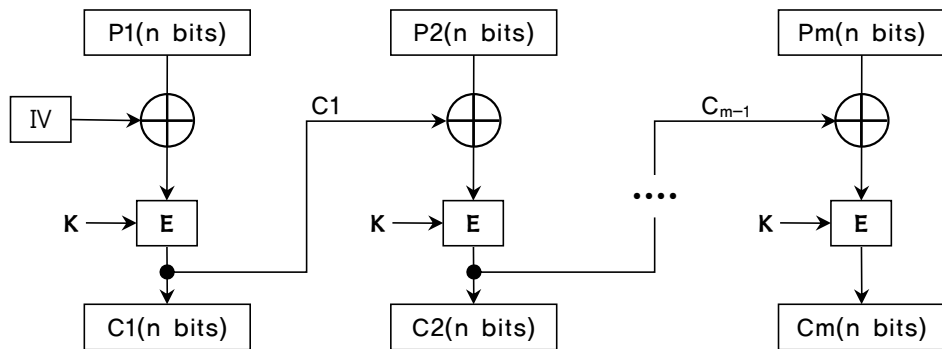 P1(n bits) P2(n bits) Pm(n bits)
IV C1 Cm-1
••••
K E K E K E
C1(n bits) C2(n bits) Cm(n bits)